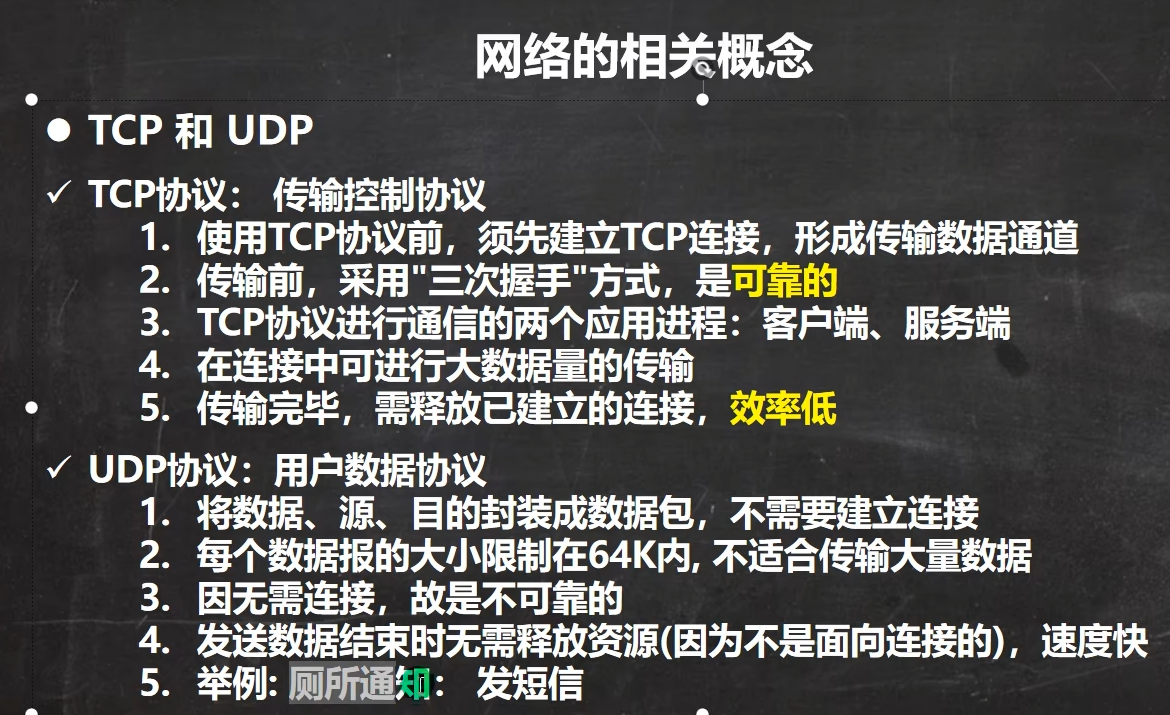 网络的相关概念
● TCP 和 UDP
✓ TCP协议： 传输控制协议
1. 使用TCP协议前，须先建立TCP连接，形成传输数据通道
2. 传输前，采用"三次握手"方式，是可靠的
3. TCP协议进行通信的两个应用进程：客户端、服务端
4. 在连接中可进行大数据量的传输
5. 传输完毕，需释放已建立的连接，效率低
✓ UDP协议：用户数据协议
1. 将数据、源、目的封装成数据包，不需要建立连接
2. 每个数据报的大小限制在64K内, 不适合传输大量数据
3. 因无需连接，故是不可靠的
4. 发送数据结束时无需释放资源(因为不是面向连接的)，速度快
5. 举例: 厕所通知： 发短信